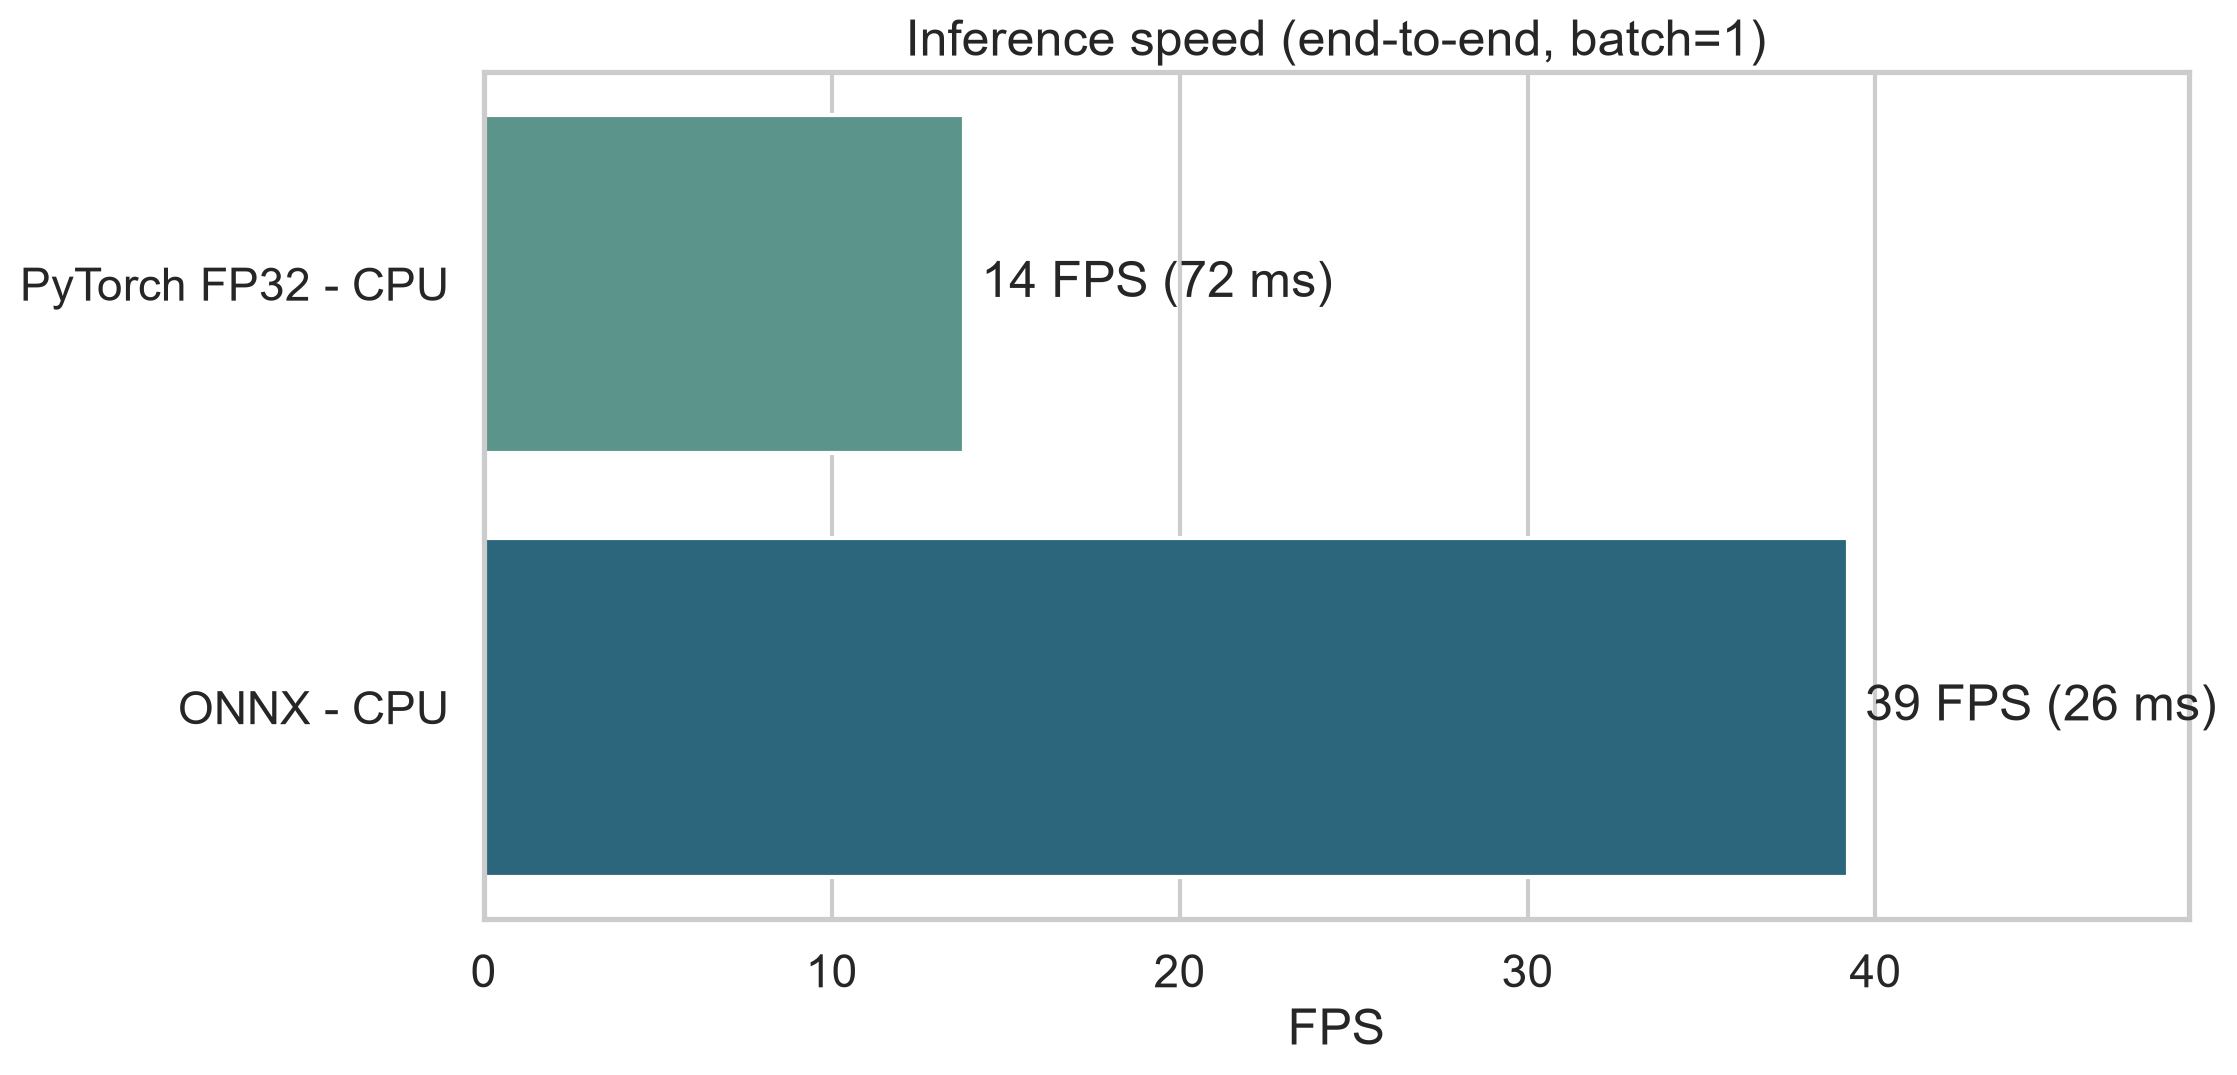 Inference speed (end-to-end, batch=1)
PyTorch FP32 - CPU
14 FPS (72 ms)
ONNX - CPU
39 FPS (26 ms)
0 10 20 30 40
FPS